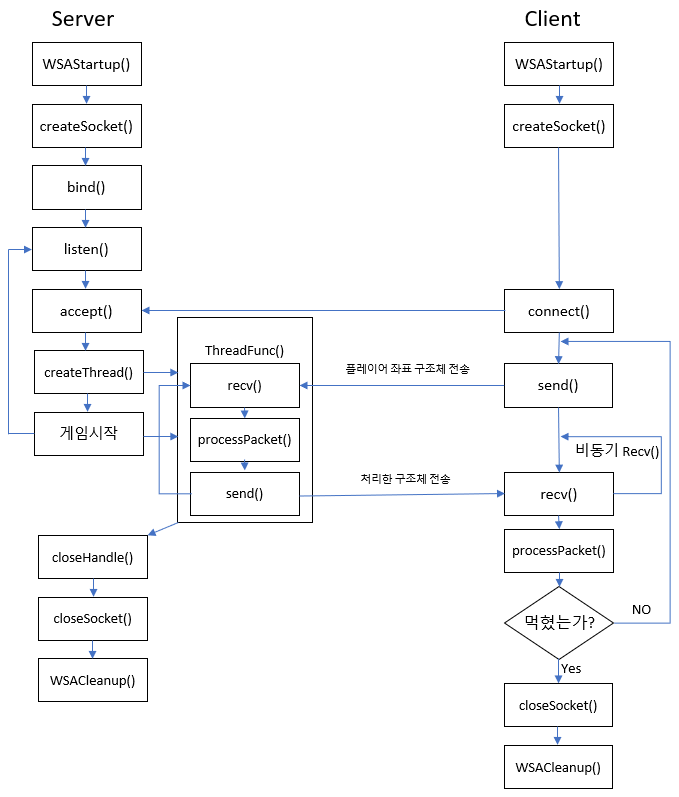 Server
WSAStartup()
createSocket()
bind()
listen()
accept()
createThread()
게임시작
ThreadFunc()
recv()
processPacket()
send()
closeHandle()
closeSocket()
WSACleanup()
플레이어 좌표 구조체 전송
처리한 구조체 전송
Client
WSAStartup()
createSocket()
connect()
send()
비동기 Recv()
recv()
processPacket()
먹혔는가?
NO
Yes
closeSocket()
WSACleanup()